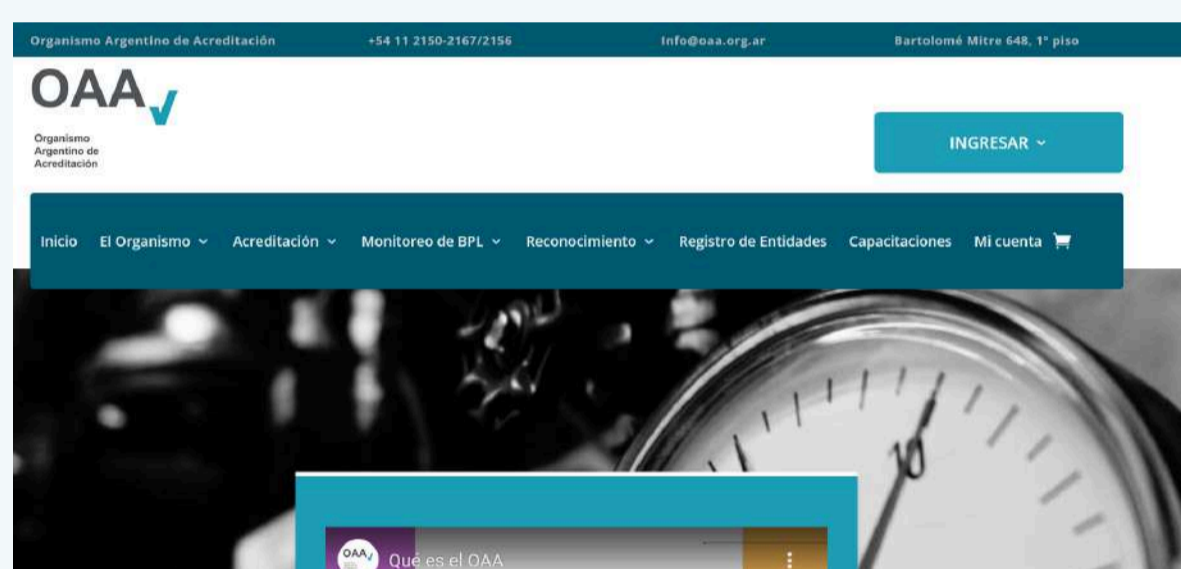 Organismo Argentino de Acreditación +54 11 2150-2167/2156 Info@oaa.org.ar Bartolomé Mitre 648, 1° piso
OAA
Organismo
Argentino de
Acreditación
INGRESAR
Inicio El Organismo Acreditación Monitoreo de BPL Reconocimiento Registro de Entidades Capacitaciones Mi cuenta
10
OAA
Qué es el OAA